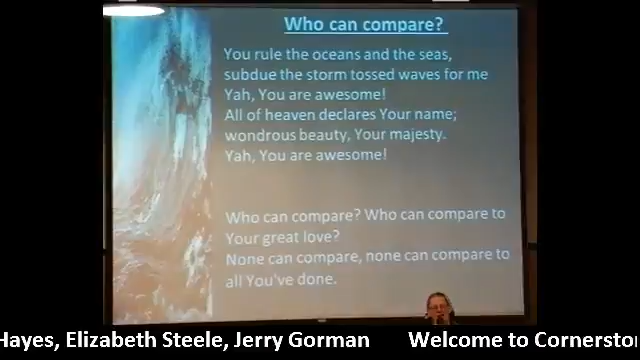 Who can compare?
You rule the oceans and the seas,
subdue the storm tossed waves for me
Yah, You are awesome!
All of heaven declares Your name;
wondrous beauty, Your majesty.
Yah, You are awesome!
Who can compare? Who can compare to
Your great love?
None can compare, none can compare to
all You've done.
Hayes, Elizabeth Steele, Jerry Gorman Welcome to Cornersto